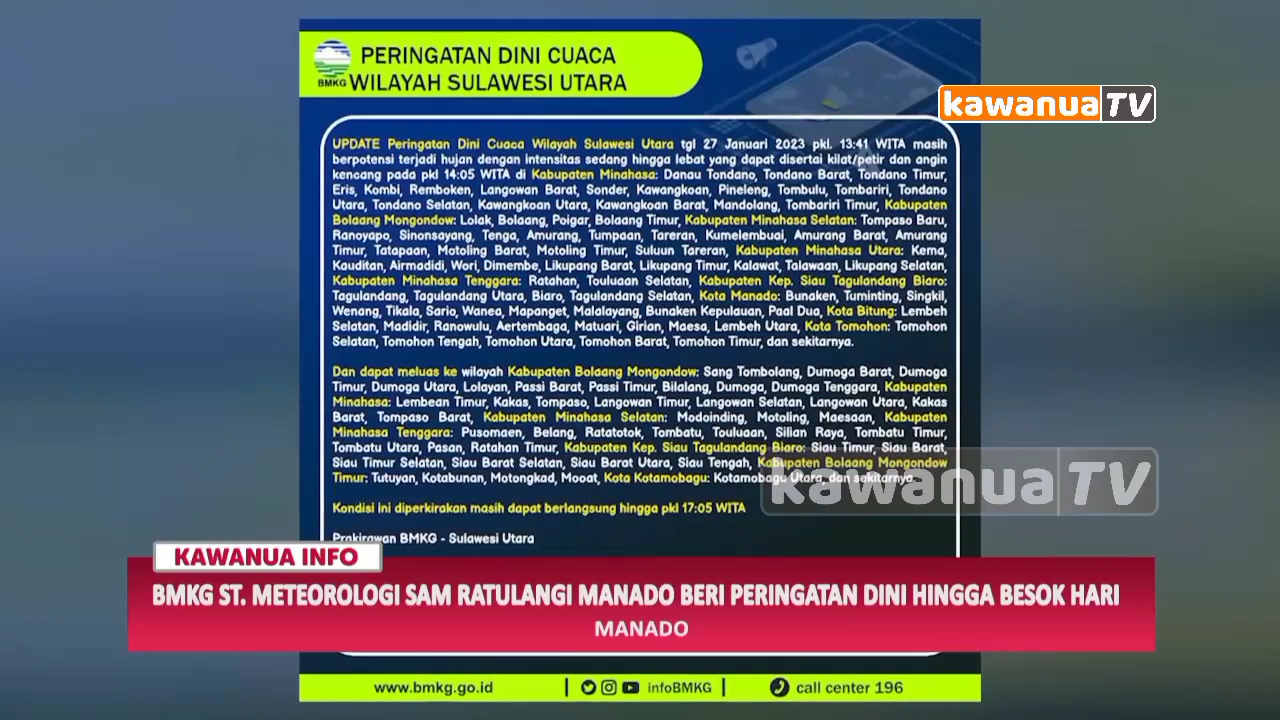 PERINGATAN DINI CUACA
BMKG WILAYAH SULAWESI UTARA
kawanuaTV
UPDATE Peringatan Dini Cuaca Wilayah Sulawesi Utara tgl 27 Januari 2023 pkl. 13:41 WITA masih
berpotensi terjadi hujan dengan intensitas sedang hingga lebat yang dapat disertai kilat/petir dan angin
kencang pada pkl 14:05 WITA di Kabupaten Minahasa: Danau Tondano, Tondano Barat, Tondano Timur,
Eris, Kombi, Remboken, Langowan Barat, Sonder, Kawangkoan, Pineleng, Tombulu, Tombariri, Tondano
Utara, Tondano Selatan, Kawangkoan Utara, Kawangkoan Barat, Mandolang, Tombariri Timur, Kabupaten
Bolaang Mongondow: Lolak, Bolaang, Poigar, Bolaang Timur, Kabupaten Minahasa Selatan: Tompaso Baru,
Ranoyapo, Sinonsayang, Tenga, Amurang, Tumpaan, Tareran, Kumelembuai, Amurang Barat, Amurang
Timur, Tatapaan, Motoling Barat, Motoling Timur, Suluun Tareran, Kabupaten Minahasa Utara: Kema,
Kauditan, Airmadidi, Wori, Dimembe, Likupang Barat, Likupang Timur, Kalawat, Talawaan, Likupang Selatan,
Kabupaten Minahasa Tenggara: Ratahan, Touluaan Selatan, Kabupaten Kep. Siau Tagulandang Biaro:
Tagulandang, Tagulandang Utara, Biaro, Tagulandang Selatan, Kota Manado: Bunaken, Tuminting, Singkil,
Wenang, Tikala, Sario, Wanea, Mapanget, Malalayang, Bunaken Kepulauan, Paal Dua, Kota Bitung: Lembeh
Selatan, Madidir, Ranowulu, Aertembaga, Matuari, Girian, Maesa, Lembeh Utara, Kota Tomohon: Tomohon
Selatan, Tomohon Tengah, Tomohon Utara, Tomohon Barat, Tomohon Timur, dan sekitarnya.
Dan dapat meluas ke wilayah Kabupaten Bolaang Mongondow: Sang Tombolang, Dumoga Barat, Dumoga
Timur, Dumoga Utara, Lolayan, Passi Barat, Passi Timur, Bilalang, Dumoga, Dumoga Tenggara, Kabupaten
Minahasa: Lembean Timur, Kakas, Tompaso, Langowan Timur, Langowan Selatan, Langowan Utara, Kakas
Barat, Tompaso Barat, Kabupaten Minahasa Selatan: Modoinding, Motoling, Maesaan, Kabupaten
Minahasa Tenggara: Pusomaen, Belang, Ratatotok, Tombatu, Touluaan, Silian Raya, Tombatu Timur,
Tombatu Utara, Pasan, Ratahan Timur, Kabupaten Kep. Siau Tagulandang Biaro: Siau Timur, Siau Barat,
Siau Timur Selatan, Siau Barat Selatan, Siau Barat Utara, Siau Tengah, Kabupaten Bolaang Mongondow
Timur: Tutuyan, Kotabunan, Motongkad, Mooat, Kota Kotamobagu: Kotamobagu Utara, dan sekitarnya.
kawanuaTV
Kondisi ini diperkirakan masih dapat berlangsung hingga pkl 17:05 WITA
Prakirawan BMKG - Sulawesi Utara
KAWANUA INFO
BMKG ST. METEOROLOGI SAM RATULANGI MANADO BERI PERINGATAN DINI HINGGA BESOK HARI
MANADO
www.bmkg.go.id | infoBMKG | call center 196